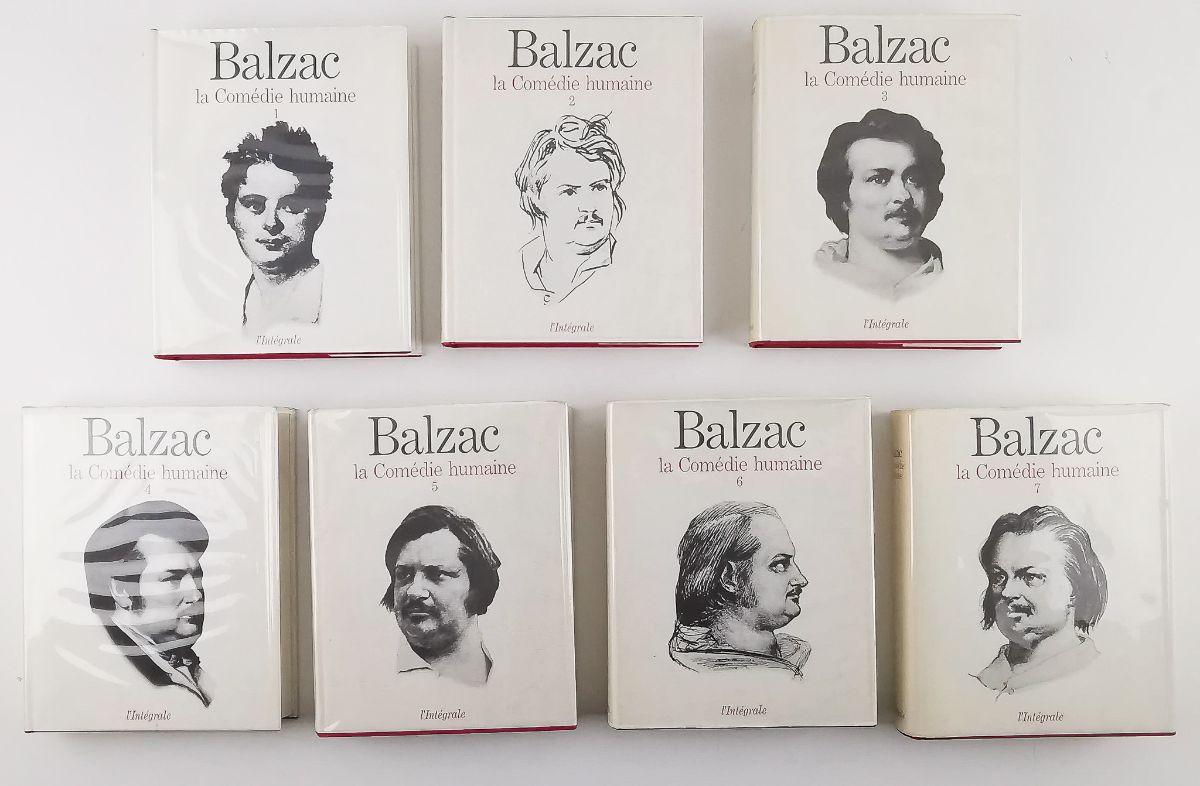 Balzac
la Comédie humaine
1
l'Intégrale
Balzac
la Comédie humaine
2
l'Intégrale
Balzac
la Comédie humaine
3
l'Intégrale
Balzac
la Comédie humaine
4
l'Intégrale
Balzac
la Comédie humaine
5
l'Intégrale
Balzac
la Comédie humaine
6
l'Intégrale
Balzac
la Comédie humaine
7
l'Intégrale